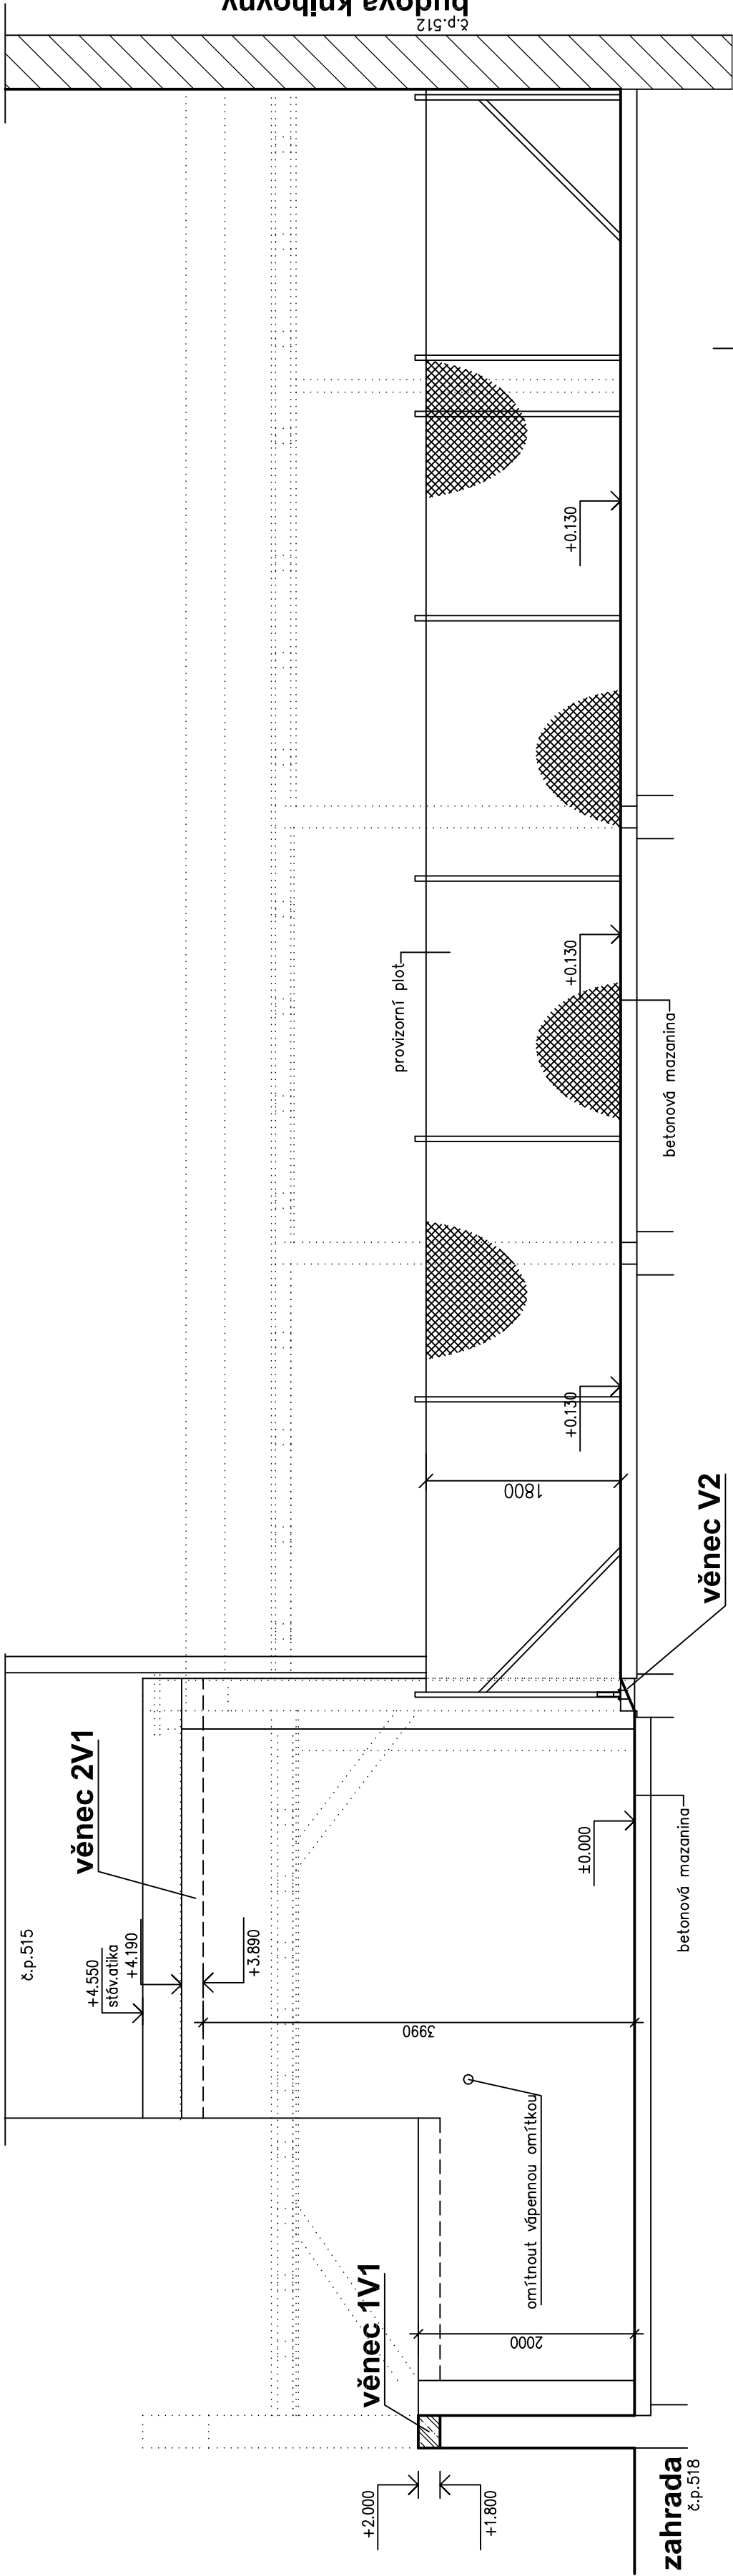 budova knihovny
č.p.512
č.p.515
věnec 2V1
+4.550
stáv.atika
+4.190
+3.890
3990
omítnout vápennou omítkou
věnec 1V1
2000
+2.000
+1.800
zahrada
č.p.518
±0.000
betonová mazanina
věnec V2
1800
+0.130
provizorní plot
+0.130
betonová mazanina
+0.130